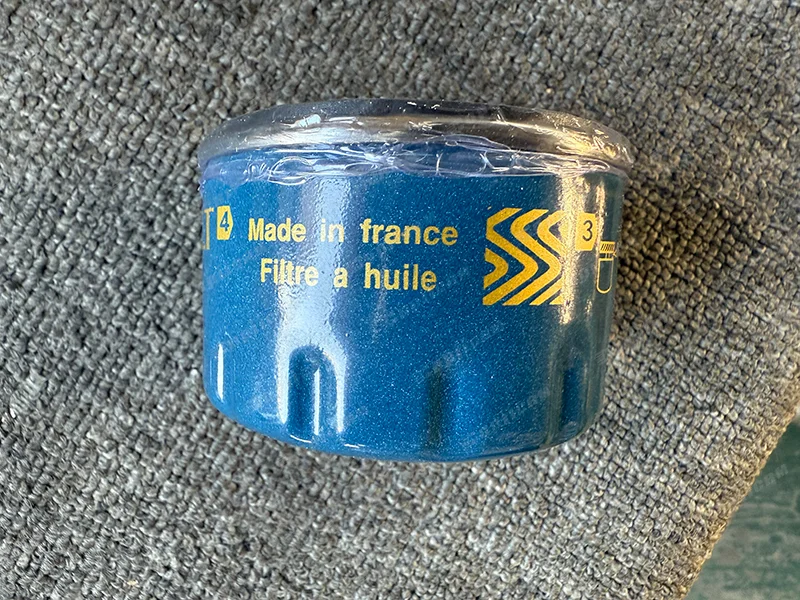 T 4
Made in france
Filtre a huile
3